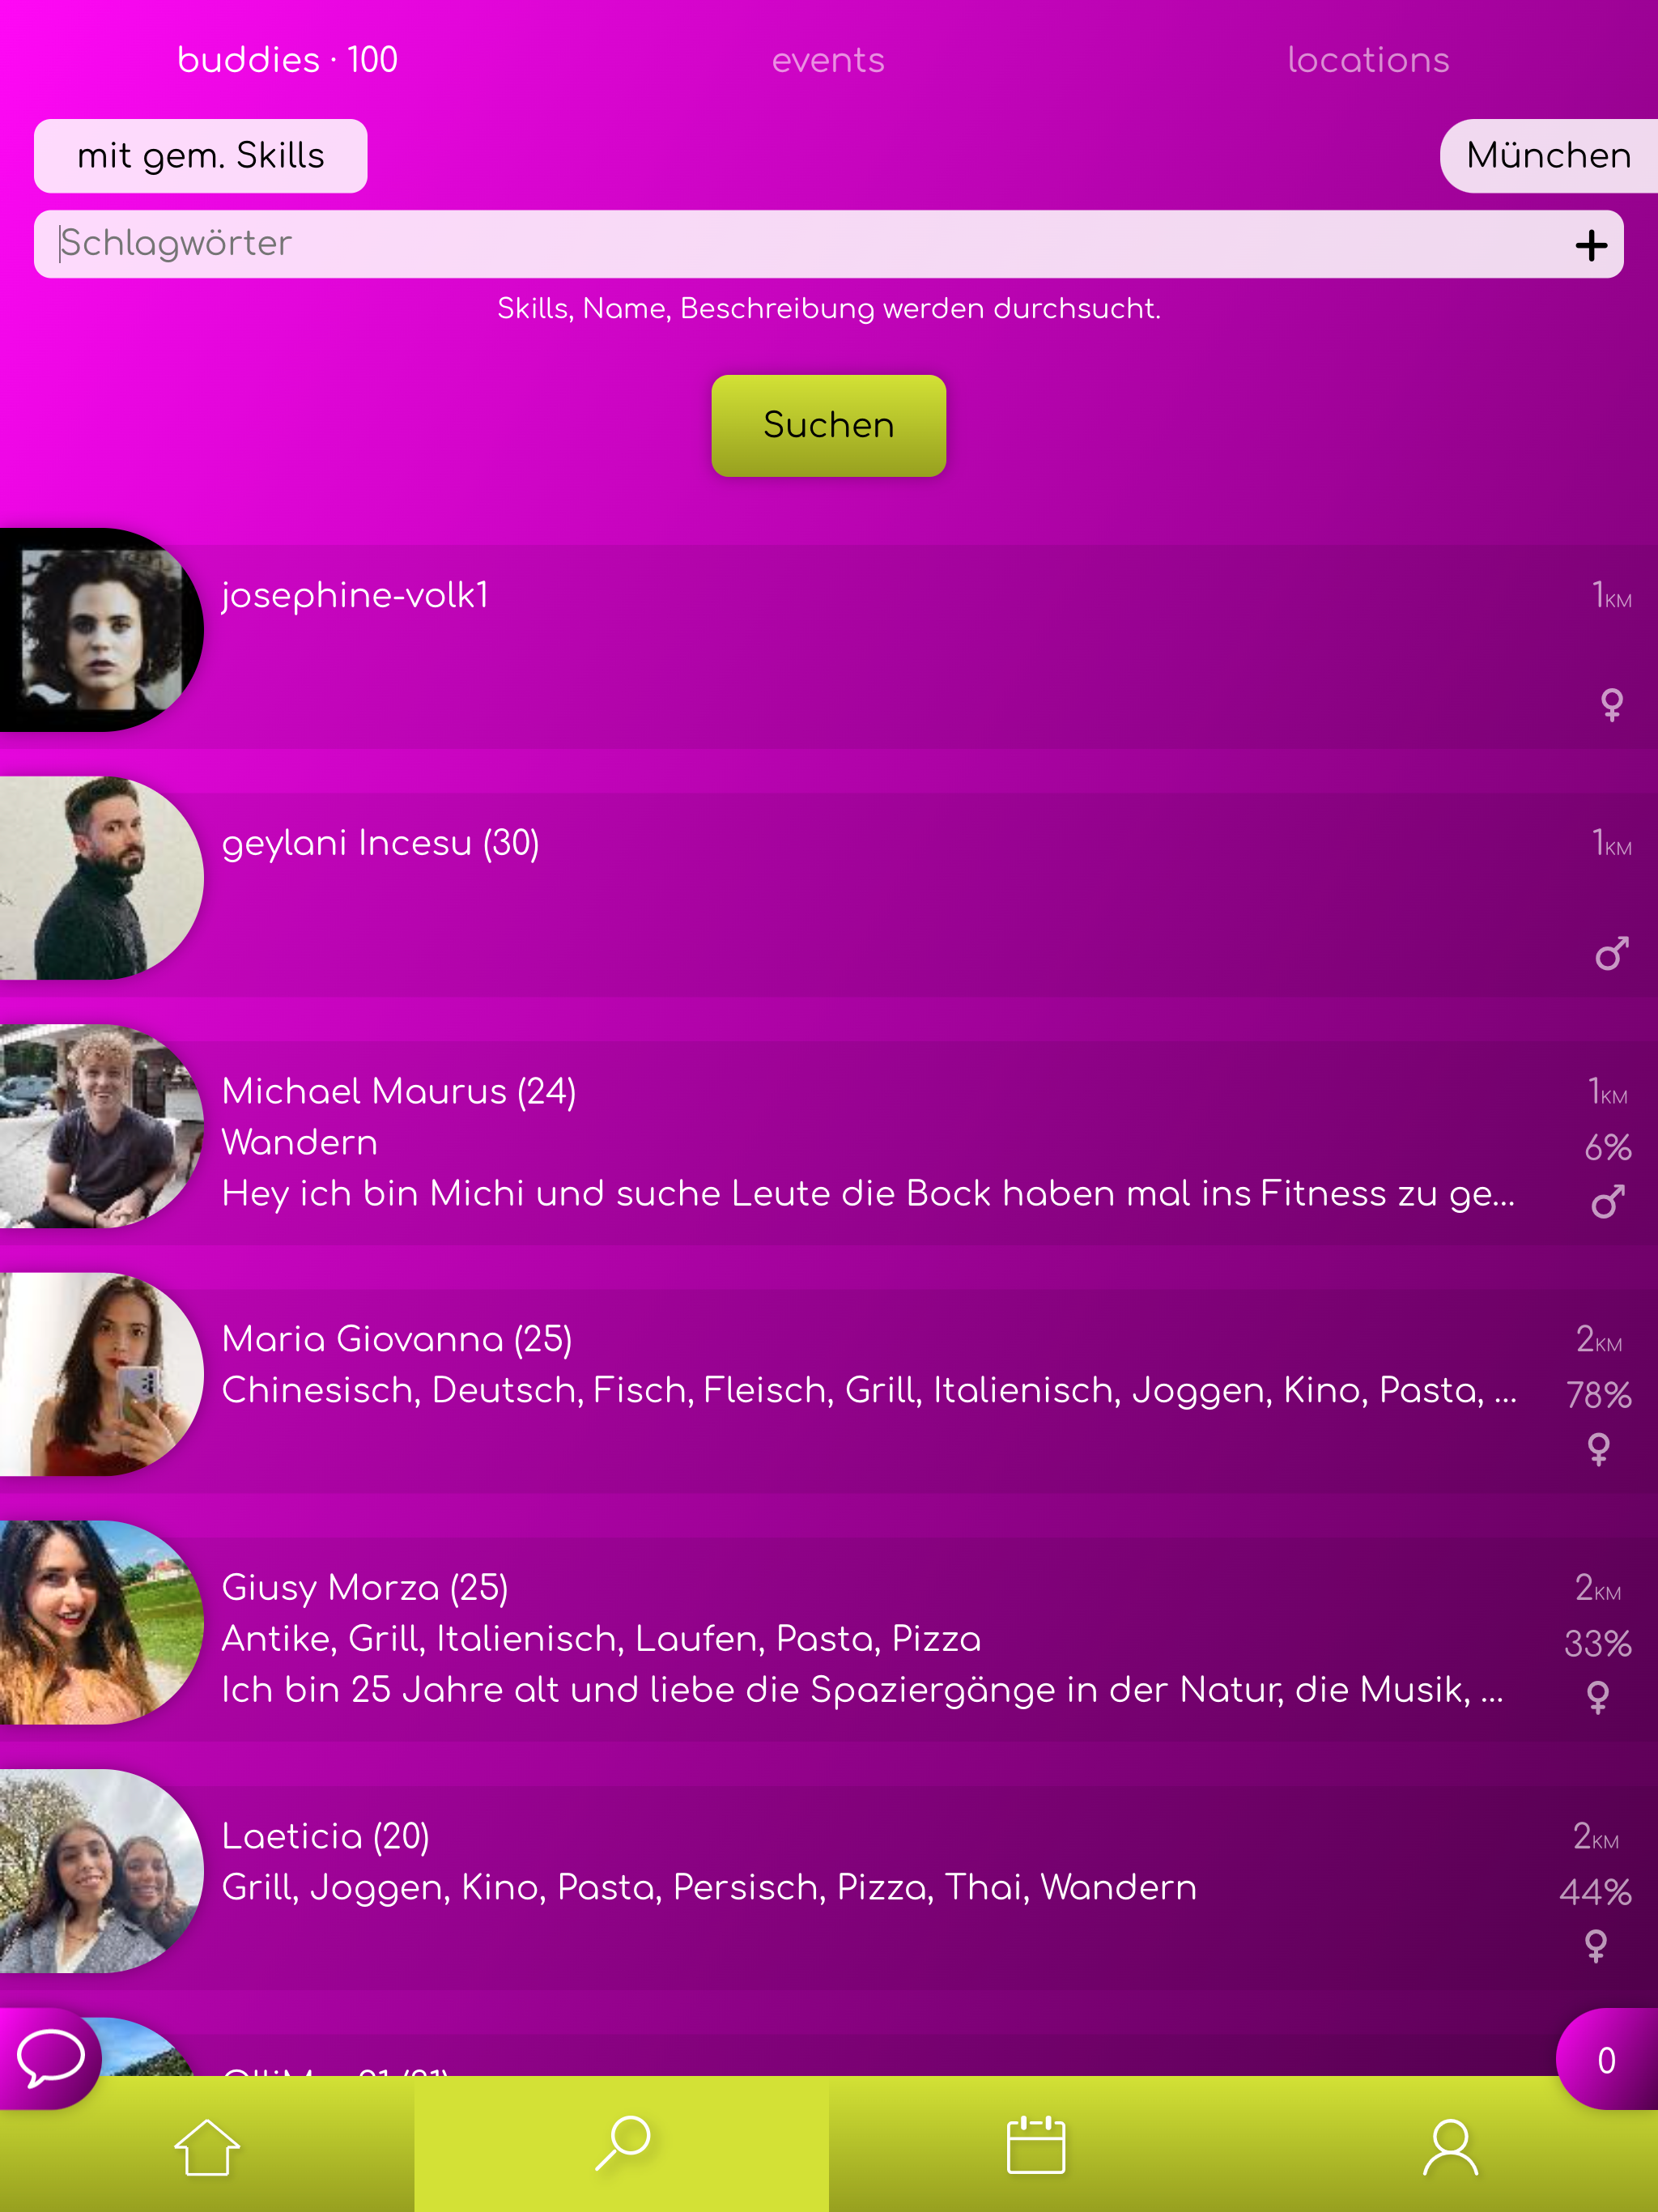 buddies · 100 events locations
mit gem. Skills München
Schlagwörter +
Skills, Name, Beschreibung werden durchsucht.
Suchen
josephine-volk1 1KM
geylani Incesu (30) 1KM
Michael Maurus (24) 1KM
Wandern 6%
Hey ich bin Michi und suche Leute die Bock haben mal ins Fitness zu ge...
Maria Giovanna (25) 2KM
Chinesisch, Deutsch, Fisch, Fleisch, Grill, Italienisch, Joggen, Kino, Pasta, ... 78%
Giusy Morza (25) 2KM
Antike, Grill, Italienisch, Laufen, Pasta, Pizza 33%
Ich bin 25 Jahre alt und liebe die Spaziergänge in der Natur, die Musik, ...
Laeticia (20) 2KM
Grill, Joggen, Kino, Pasta, Persisch, Pizza, Thai, Wandern 44%
0